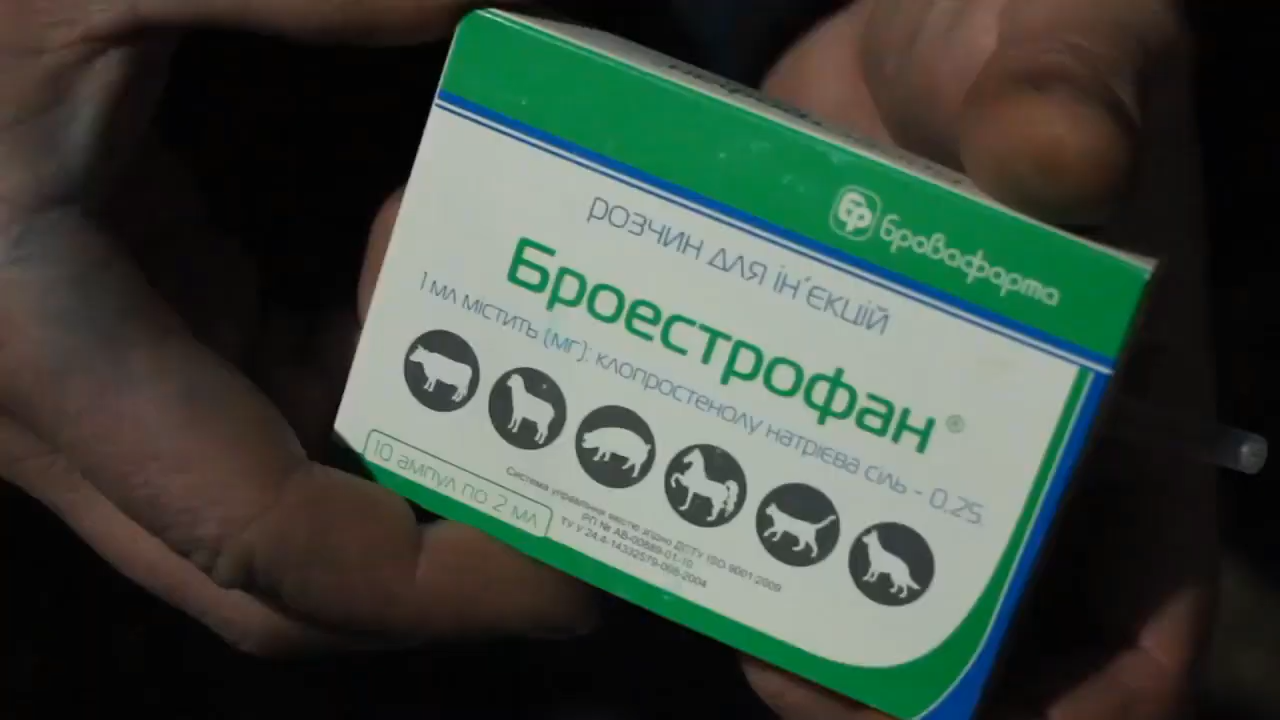 Бровафарма
розчин для ін'єкцій
Броестрофан®
1 мл містить (мг): клопростенолу натрієва сіль - 0,25.
10 ампул по 2 мл
Система управління якістю згідно ДСТУ ISO 9001:2009
РП № АВ-00889-01-10
ТУ У 24.4-14332579-068-2004